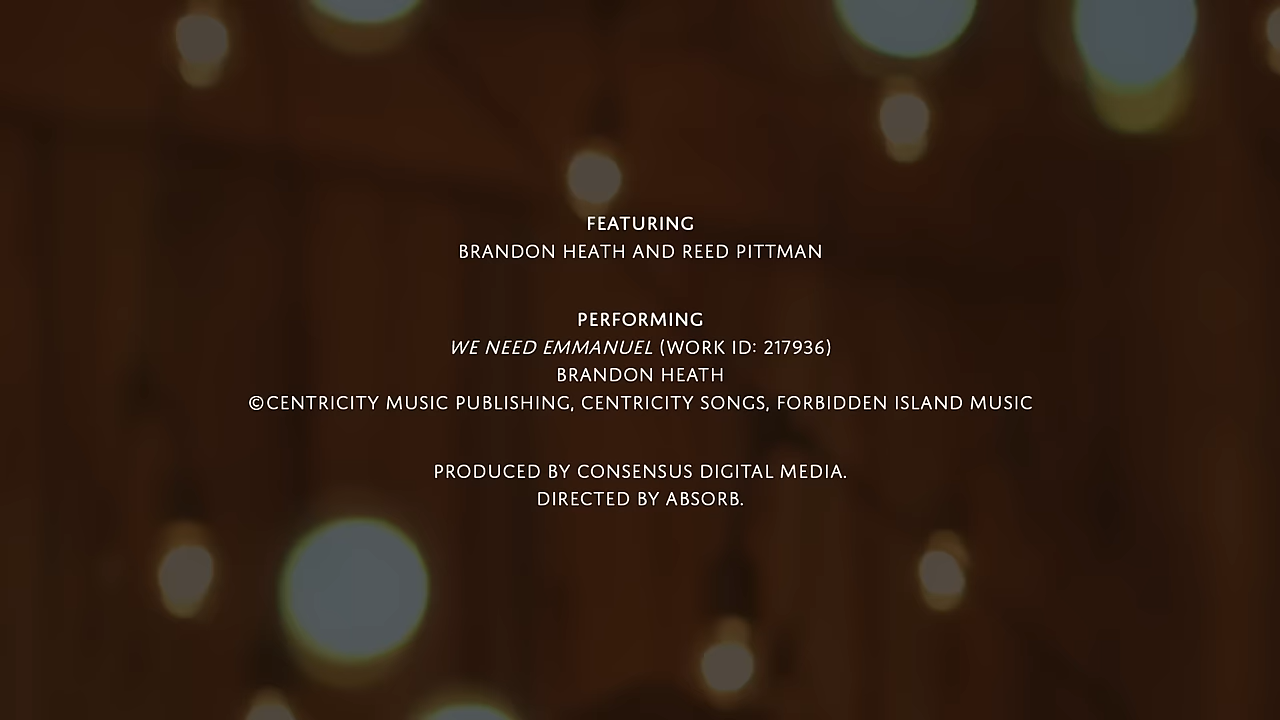 FEATURING
BRANDON HEATH AND REED PITTMAN
PERFORMING
WE NEED EMMANUEL (WORK ID: 217936)
BRANDON HEATH
©CENTRICITY MUSIC PUBLISHING, CENTRICITY SONGS, FORBIDDEN ISLAND MUSIC
PRODUCED BY CONSENSUS DIGITAL MEDIA.
DIRECTED BY ABSORB.